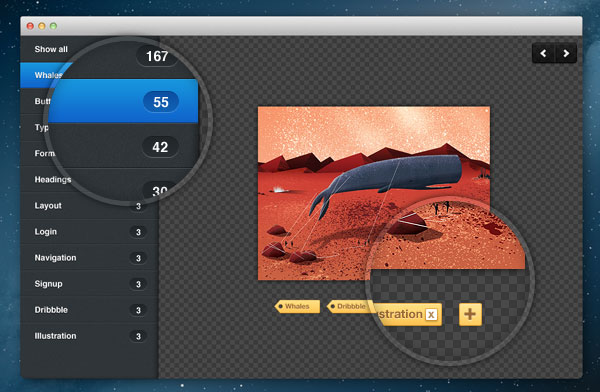 Show all
167
Whales
55
Butt
Typ
42
Form
Headings
30
Layout 3
Login 3
Navigation 3
Signup 3
Dribbble 3
Illustration 3
Whales
Dribbble
stration x
+